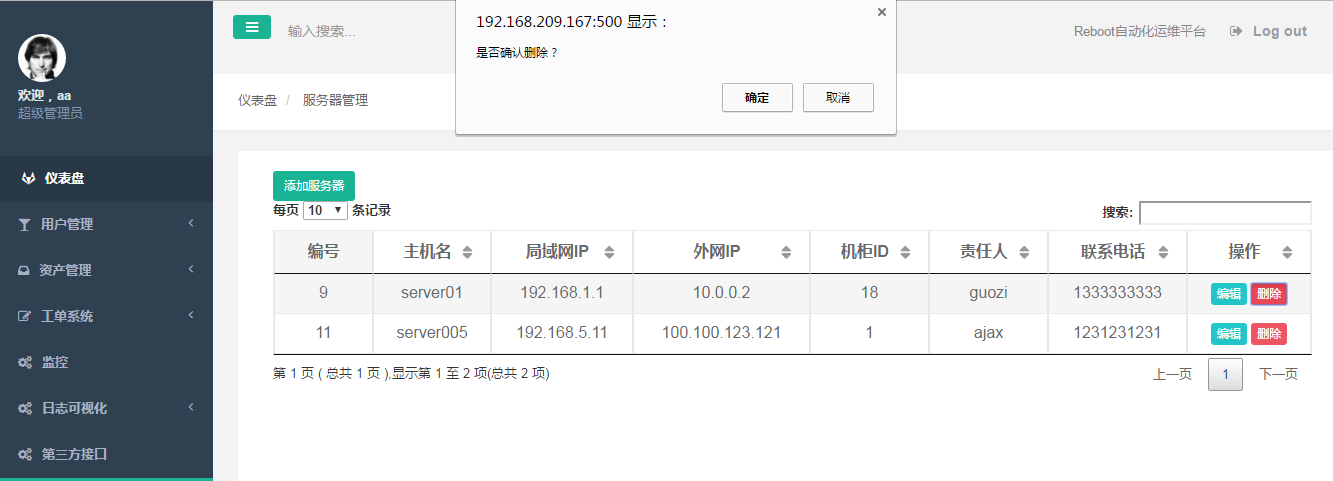 192.168.209.167:500 显示：
是否确认删除？
确定 取消
输入搜索...
Reboot自动化运维平台 Log out
欢迎，aa
超级管理员
仪表盘
用户管理
资产管理
工单系统
监控
日志可视化
第三方接口
仪表盘 / 服务器管理
添加服务器
每页 10 条记录 搜索:
编号 主机名 局域网IP 外网IP 机柜ID 责任人 联系电话 操作
9 server01 192.168.1.1 10.0.0.2 18 guozi 1333333333 编辑 删除
11 server005 192.168.5.11 100.100.123.121 1 ajax 1231231231 编辑 删除
第 1 页 ( 总共 1 页 ),显示第 1 至 2 项(总共 2 项) 上一页 1 下一页